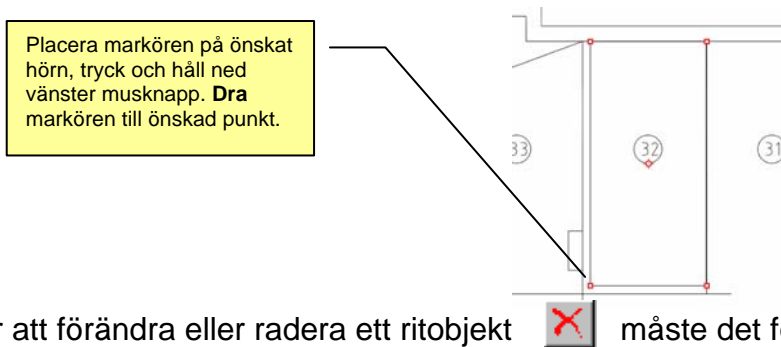 Placera markören på önskat
hörn, tryck och håll ned
vänster musknapp. Dra
markören till önskad punkt.
33
32
31
att förändra eller radera ett ritobjekt måste det